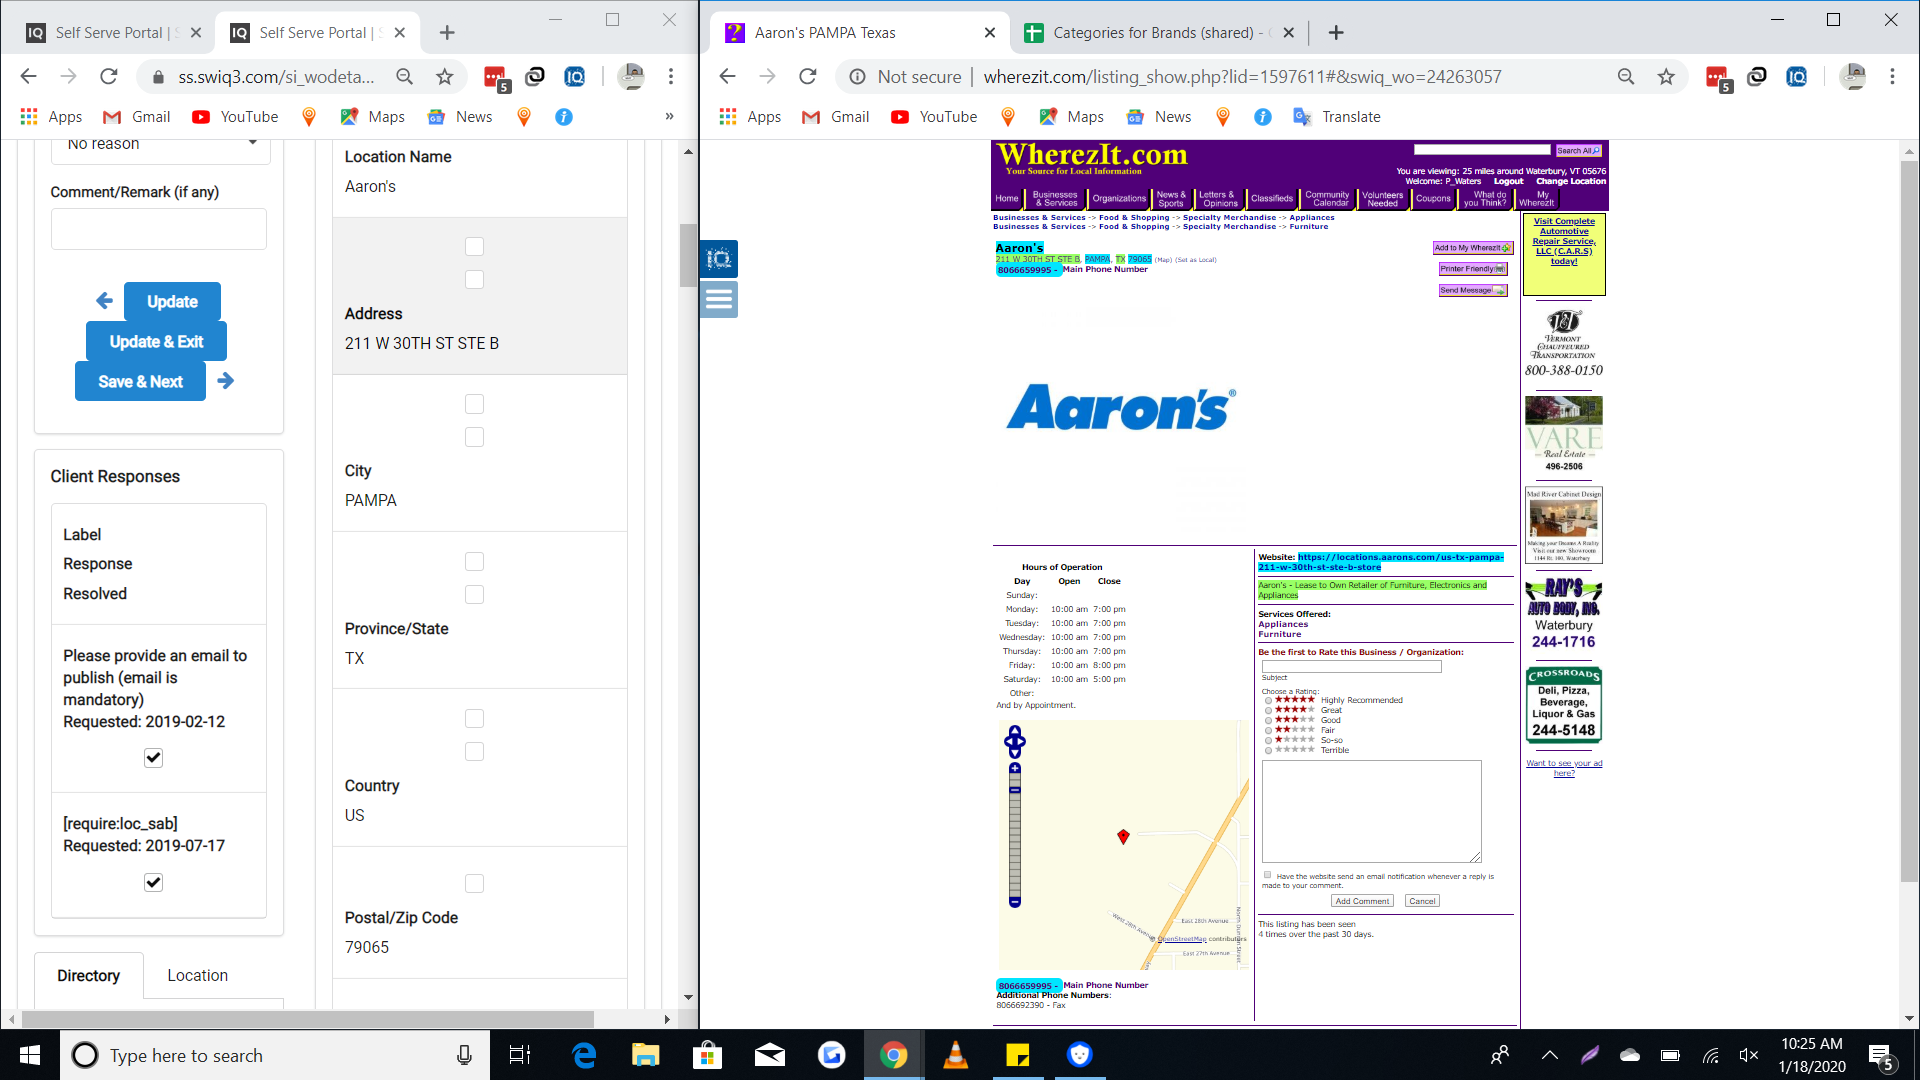 Self Serve Portal | S
Self Serve Portal | S
ss.swiq3.com/si_wodeta...
5
Apps
Gmail
YouTube
Maps
News
»
No reason
Comment/Remark (if any)
Update
Update & Exit
Save & Next
Client Responses
Label
Response
Resolved
Please provide an email to
publish (email is
mandatory)
Requested: 2019-02-12
[require:loc_sab]
Requested: 2019-07-17
Directory
Location
Location Name
Aaron's
Address
211 W 30TH ST STE B
City
PAMPA
Province/State
TX
Country
US
Postal/Zip Code
79065
Aaron's PAMPA Texas
Categories for Brands (shared) -
Not secure | wherezit.com/listing_show.php?lid=1597611#&swiq_wo=24263057
5
Apps
Gmail
YouTube
Maps
News
Translate
IQ
WherezIt.com
Your Source for Local Information
Search All
You are viewing: 25 miles around Waterbury, VT 05676
Welcome: P_Waters Logout Change Location
Home
Businesses & Services
Organizations
News & Sports
Letters & Opinions
Classifieds
Community Calendar
Volunteers Needed
Coupons
What do you Think?
My WherezIt
Businesses & Services -> Food & Shopping -> Specialty Merchandise -> Appliances
Businesses & Services -> Food & Shopping -> Specialty Merchandise -> Furniture
Aaron's
211 W 30TH ST STE B, PAMPA, TX 79065 (Map) (Set as Local)
8066659995 - Main Phone Number
Add to My WherezIt
Printer Friendly
Send Message
Aaron's®
Hours of Operation
Day Open Close
Sunday:
Monday: 10:00 am 7:00 pm
Tuesday: 10:00 am 7:00 pm
Wednesday: 10:00 am 7:00 pm
Thursday: 10:00 am 7:00 pm
Friday: 10:00 am 8:00 pm
Saturday: 10:00 am 5:00 pm
Other:
And by Appointment.
West 28th Avenue
East 28th Avenue
© OpenStreetMap contributors
East 27th Avenue
8066659995 - Main Phone Number
Additional Phone Numbers:
8066692390 - Fax
Website: https://locations.aarons.com/us-tx-pampa-
211-w-30th-st-ste-b-store
Aaron's - Lease to Own Retailer of Furniture, Electronics and
Appliances
Services Offered:
Appliances
Furniture
Be the first to Rate this Business / Organization:
Subject
Choose a Rating:
Highly Recommended
Great
Good
Fair
So-so
Terrible
Have the website send an email notification whenever a reply is
made to your comment.
Add Comment
Cancel
This listing has been seen
4 times over the past 30 days.
Visit Complete
Automotive
Repair Service,
LLC (C.A.R.S)
today!
VERMONT
CHAUFFEURED
TRANSPORTATION
800-388-0150
VARE
Real Estate
496-2506
Mad River Cabinet Design
Making your Dreams A Reality
Visit our new Showroom
1144 Rt. 100, Waterbury
RAY'S
AUTO BODY, INC.
Waterbury
244-1716
CROSSROADS
Deli, Pizza,
Beverage,
Liquor & Gas
244-5148
Want to see your ad
here?
Type here to search
10:25 AM
1/18/2020
5